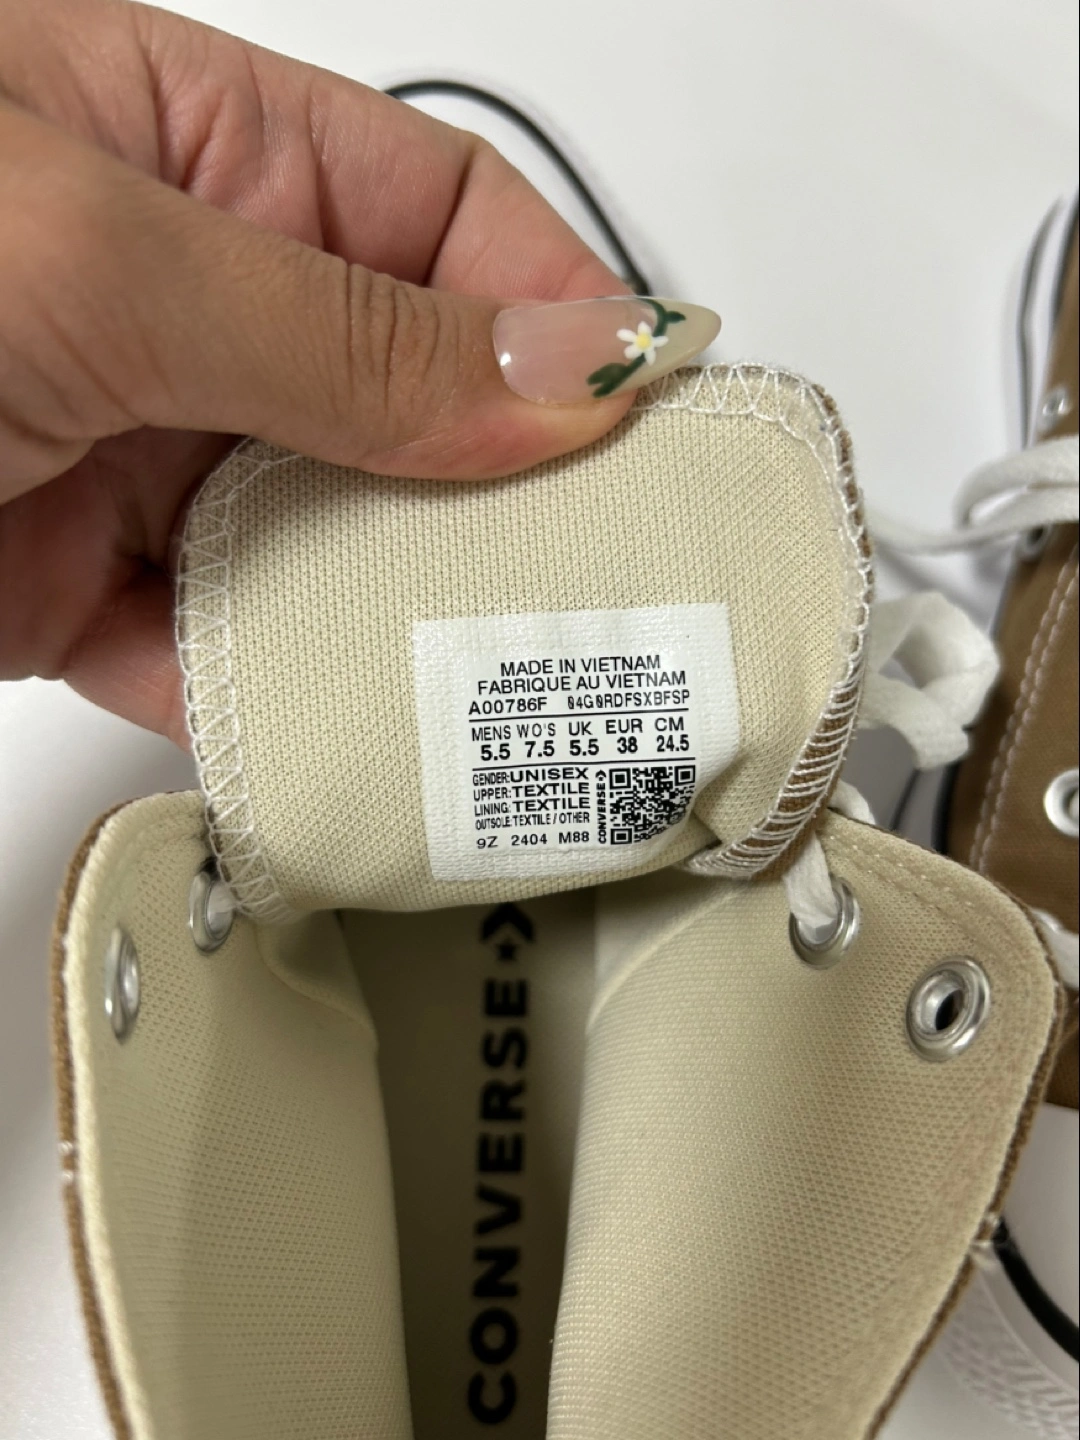 MADE IN VIETNAM
FABRIQUE AU VIETNAM
A00786F 04G0RDFSXBFSP
MENS WO'S UK EUR CM
5.5 7.5 5.5 38 24.5
GENDER:UNISEX
UPPER:TEXTILE
LINING:TEXTILE
OUTSOLE:TEXTILE / OTHER
9Z 2404 M88
CONVERSE
CONVERSE